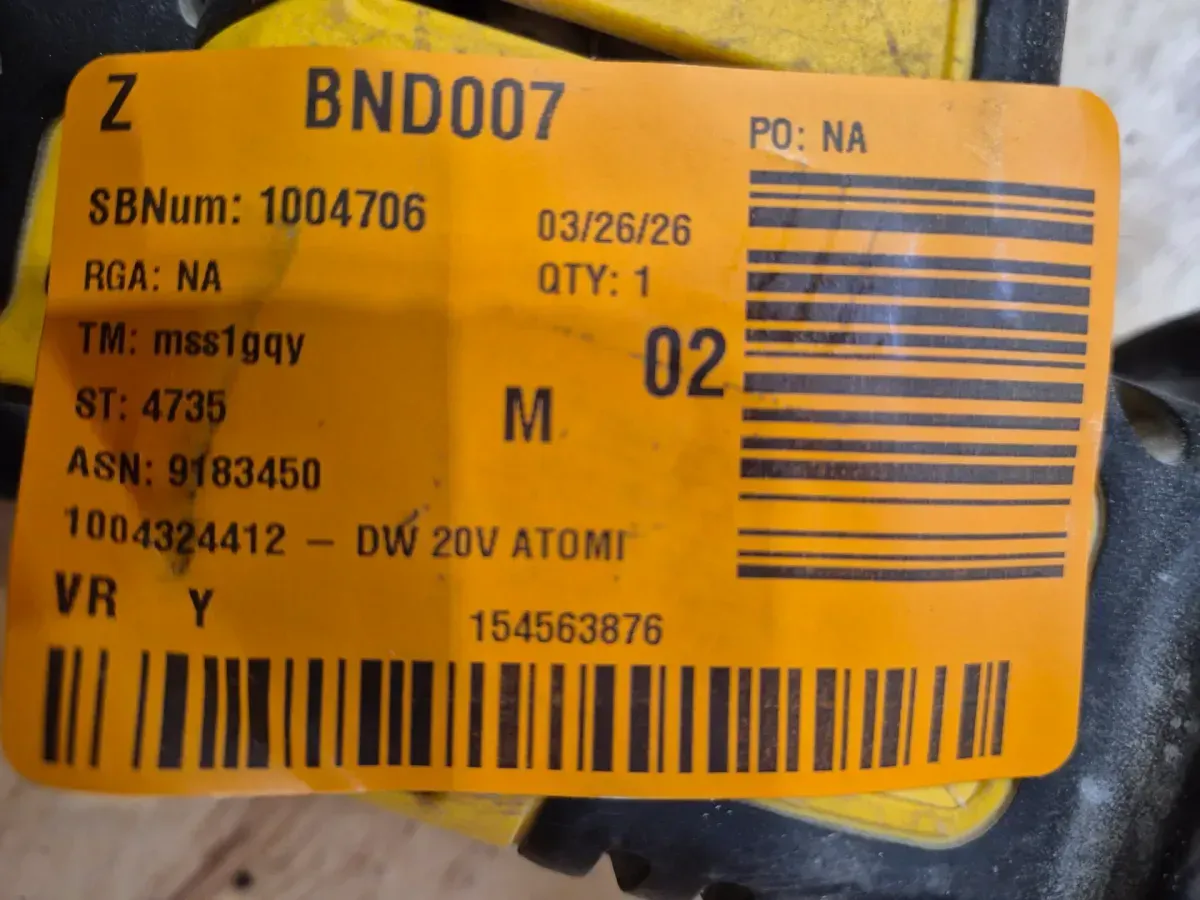 Z BND007
PO: NA
SBNum: 1004706
03/26/26
RGA: NA
QTY: 1
TM: mss1gqy
02
ST: 4735
M
ASN: 9183450
1004324412 – DW 20V ATOMI
VR Y
154563876